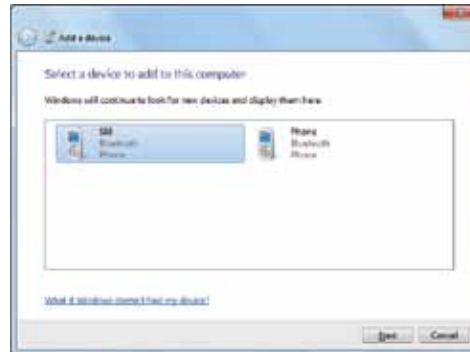 Add a device
Select a device to add to this computer
Windows will continue to look for new devices and display them here.
Bluetooth
Phone
Phone
Bluetooth
Phone
What if Windows doesn't find my device?
Next
Cancel